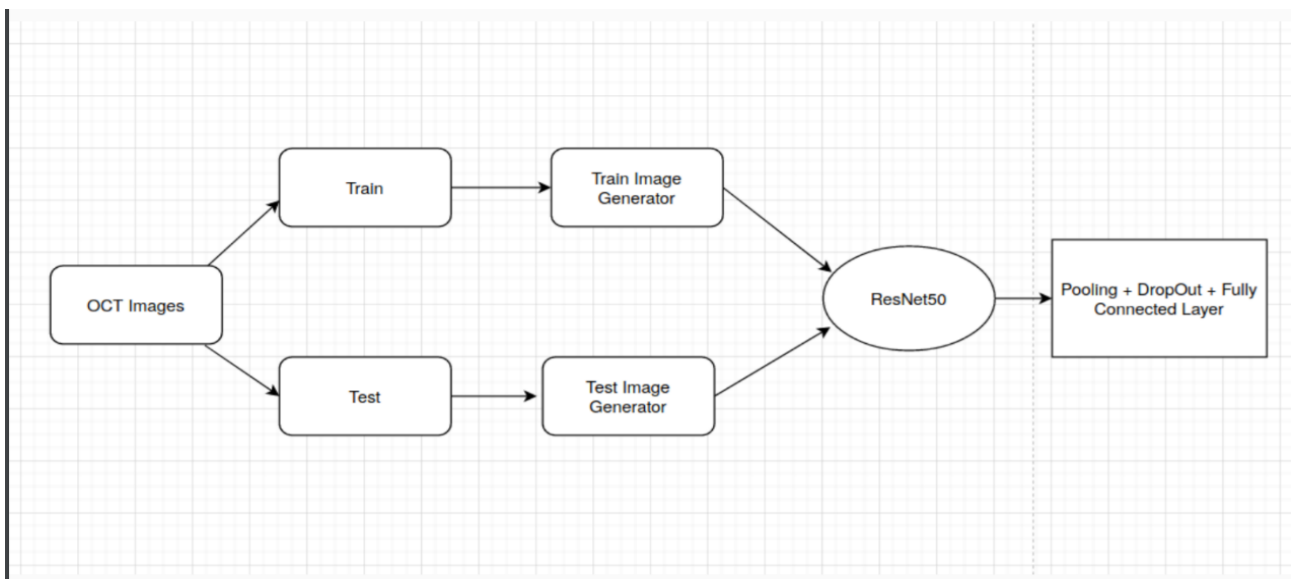 Train
Train Image
Generator
OCT Images
ResNet50
Pooling + DropOut + Fully
Connected Layer
Test
Test Image
Generator